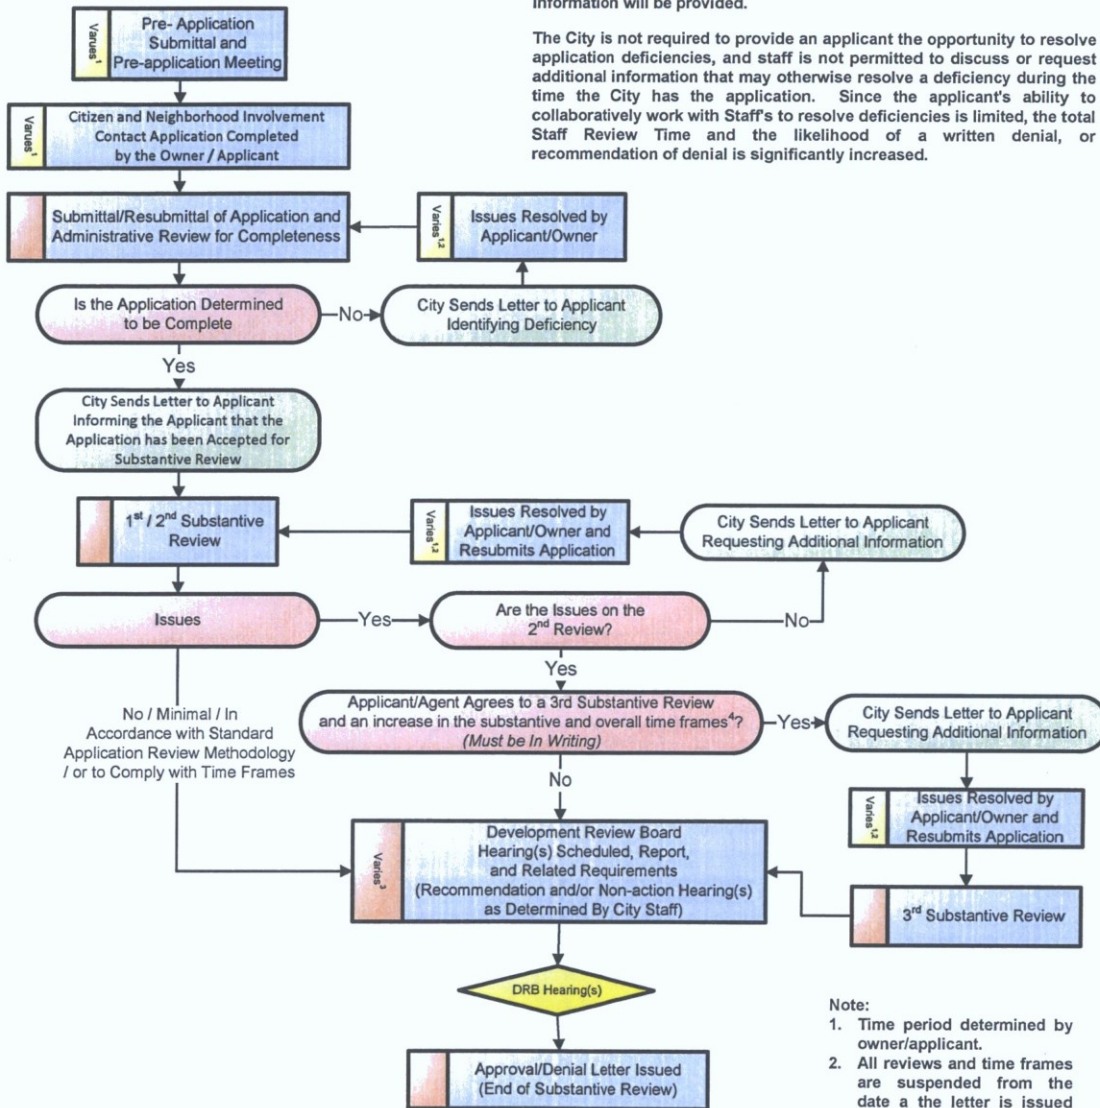 Information will be provided.
The City is not required to provide an applicant the opportunity to resolve
application deficiencies, and staff is not permitted to discuss or request
additional information that may otherwise resolve a deficiency during the
time the City has the application. Since the applicant's ability to
collaboratively work with Staff's to resolve deficiencies is limited, the total
Staff Review Time and the likelihood of a written denial, or
recommendation of denial is significantly increased.
Varues1
Pre- Application
Submittal and
Pre-application Meeting
Varues1
Citizen and Neighborhood Involvement
Contact Application Completed
by the Owner / Applicant
Submittal/Resubmittal of Application and
Administrative Review for Completeness
Varies1,2
Issues Resolved by
Applicant/Owner
Is the Application Determined
to be Complete
No
City Sends Letter to Applicant
Identifying Deficiency
Yes
City Sends Letter to Applicant
Informing the Applicant that the
Application has been Accepted for
Substantive Review
1st / 2nd Substantive
Review
Varies1,2
Issues Resolved by
Applicant/Owner and
Resubmits Application
City Sends Letter to Applicant
Requesting Additional Information
Issues
Yes
Are the Issues on the
2nd Review?
No
Yes
No / Minimal / In
Accordance with Standard
Application Review Methodology
/ or to Comply with Time Frames
Applicant/Agent Agrees to a 3rd Substantive Review
and an increase in the substantive and overall time frames4?
(Must be In Writing)
Yes
City Sends Letter to Applicant
Requesting Additional Information
No
Varies1,2
Issues Resolved by
Applicant/Owner and
Resubmits Application
Varies3
Development Review Board
Hearing(s) Scheduled, Report,
and Related Requirements
(Recommendation and/or Non-action Hearing(s)
as Determined By City Staff)
3rd Substantive Review
DRB Hearing(s)
Approval/Denial Letter Issued
(End of Substantive Review)
Note:
1. Time period determined by
owner/applicant.
2. All reviews and time frames
are suspended from the
date a the letter is issued